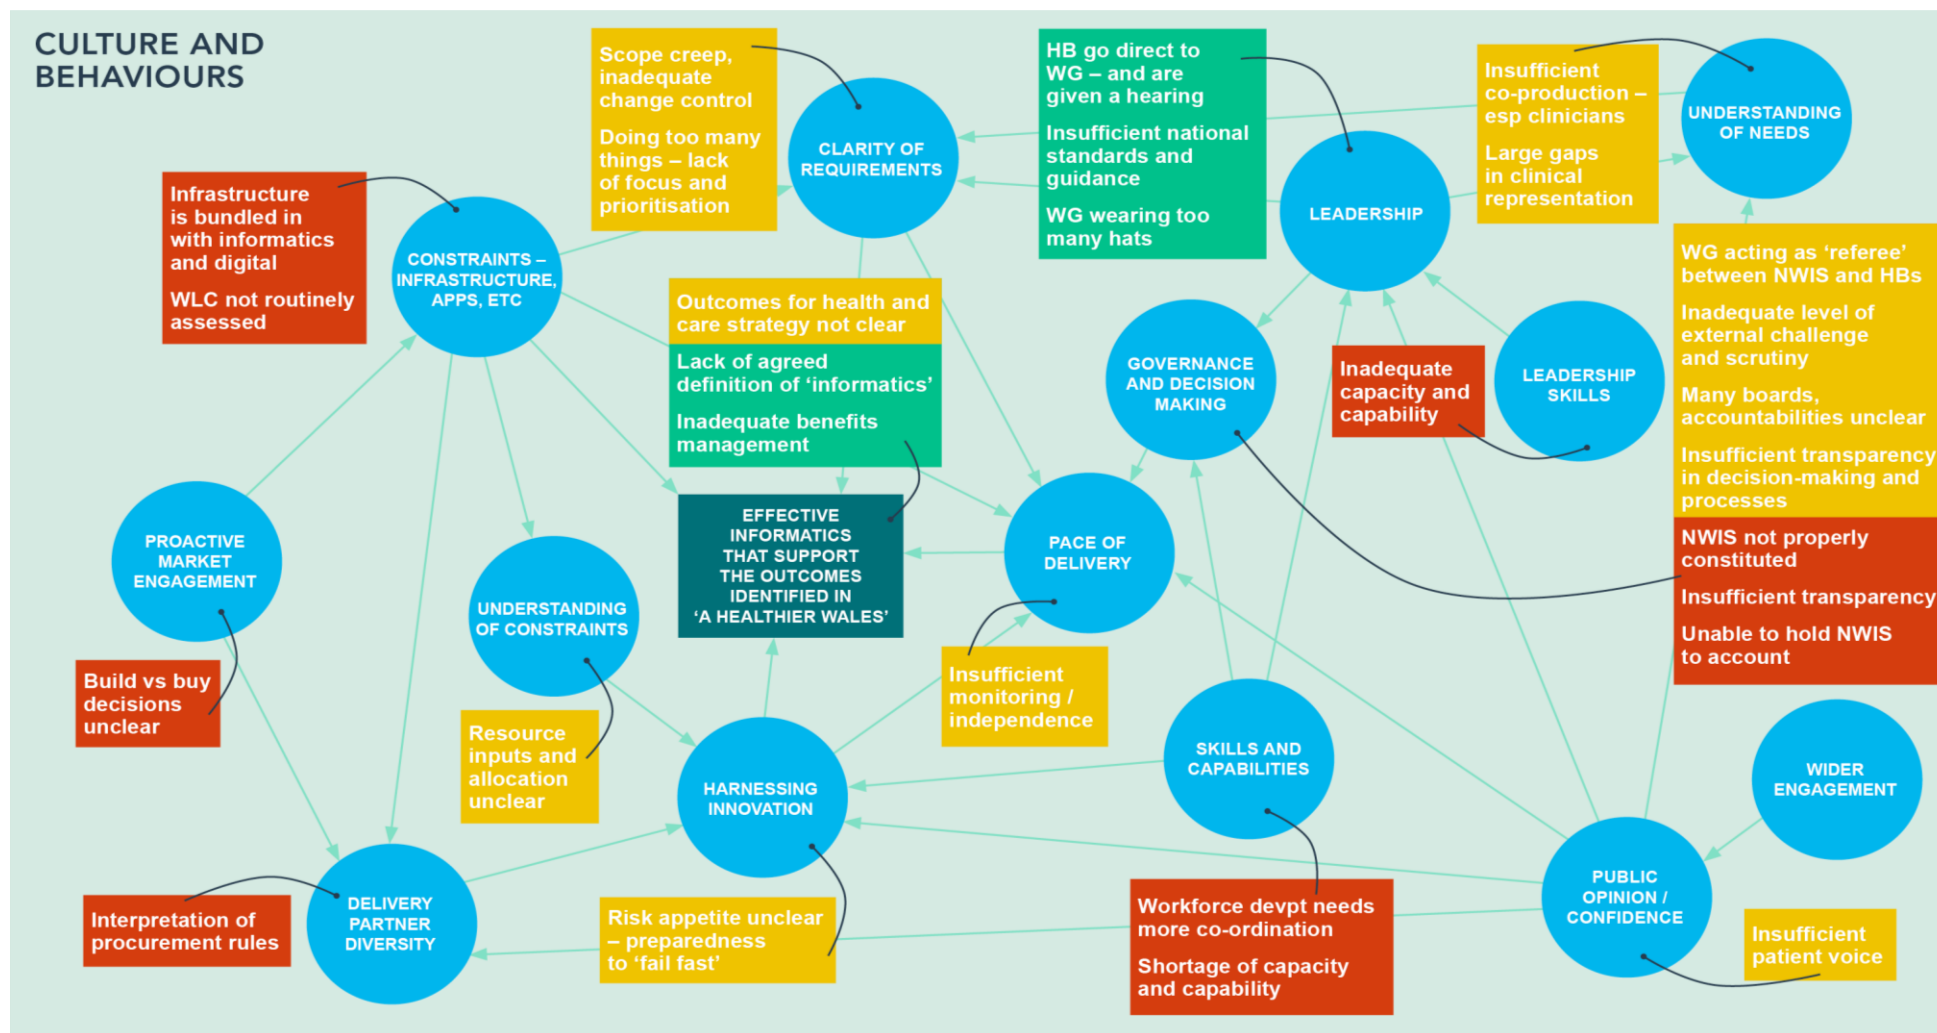 CULTURE AND
BEHAVIOURS
Scope creep,
inadequate
change control
Doing too many
things – lack
of focus and
prioritisation
CLARITY OF
REQUIREMENTS
HB go direct to
WG – and are
given a hearing
Insufficient national
standards and
guidance
WG wearing too
many hats
LEADERSHIP
Insufficient
co-production –
esp clinicians
Large gaps
in clinical
representation
UNDERSTANDING
OF NEEDS
Infrastructure
is bundled in
with informatics
and digital
WLC not routinely
assessed
CONSTRAINTS –
INFRASTRUCTURE,
APPS, ETC
Outcomes for health and
care strategy not clear
Lack of agreed
definition of ‘informatics’
Inadequate benefits
management
GOVERNANCE
AND DECISION
MAKING
Inadequate
capacity and
capability
LEADERSHIP
SKILLS
WG acting as ‘referee’
between NWIS and HBs
Inadequate level of
external challenge
and scrutiny
Many boards,
accountabilities unclear
Insufficient transparency
in decision-making and
processes
NWIS not properly
constituted
Insufficient transparency
Unable to hold NWIS
to account
PROACTIVE
MARKET
ENGAGEMENT
Build vs buy
decisions
unclear
UNDERSTANDING
OF CONSTRAINTS
Resource
inputs and
allocation
unclear
EFFECTIVE
INFORMATICS
THAT SUPPORT
THE OUTCOMES
IDENTIFIED IN
‘A HEALTHIER WALES’
PACE OF
DELIVERY
Insufficient
monitoring /
independence
HARNESSING
INNOVATION
SKILLS AND
CAPABILITIES
WIDER
ENGAGEMENT
Interpretation of
procurement rules
DELIVERY
PARTNER
DIVERSITY
Risk appetite unclear
– preparedness
to ‘fail fast’
Workforce devpt needs
more co-ordination
Shortage of capacity
and capability
PUBLIC
OPINION /
CONFIDENCE
Insufficient
patient voice